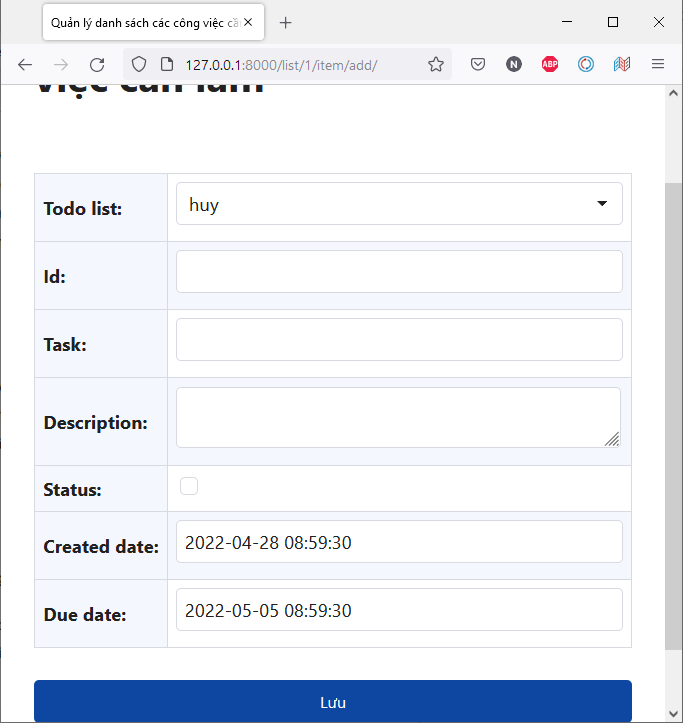 Quản lý danh sách các công việc cầ
127.0.0.1:8000/list/1/item/add/
N
ABP
việc cần làm
Todo list:
huy
Id:
Task:
Description:
Status:
Created date:
2022-04-28 08:59:30
Due date:
2022-05-05 08:59:30
Lưu